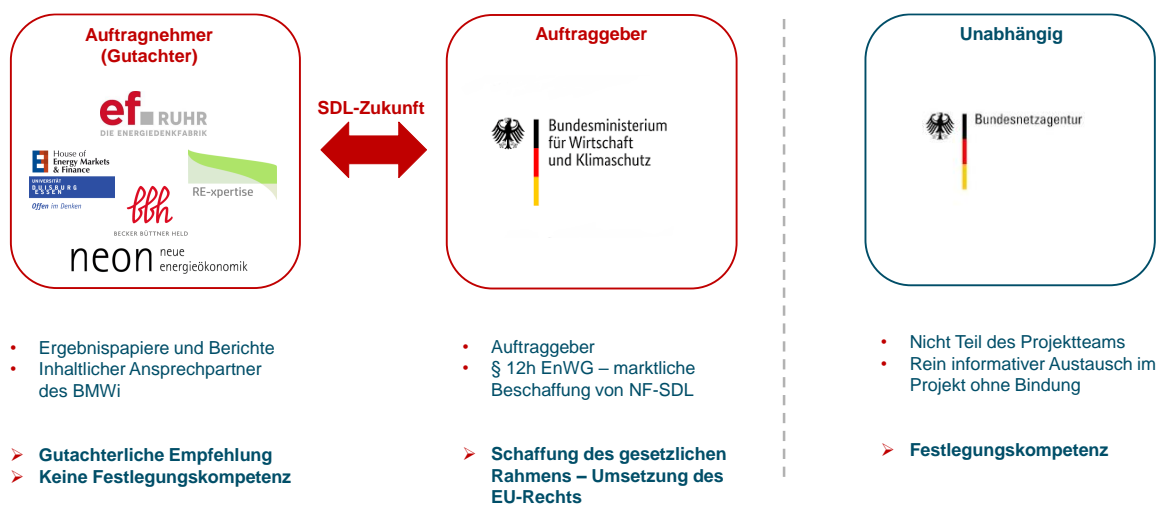 Auftragnehmer
(Gutachter)
ef RUHR
DIE ENERGIEDENKFABRIK
House of
Energy Markets
& Finance
UNIVERSITÄT
DUISBURG
ESSEN
Offen im Denken
RE-xpertise
bbh
BECKER BÜTTNER HELD
neon neue
energieökonomik
SDL-Zukunft
Auftraggeber
Bundesministerium
für Wirtschaft
und Klimaschutz
Unabhängig
Bundesnetzagentur
• Ergebnispapiere und Berichte
• Inhaltlicher Ansprechpartner
des BMWi
➢ Gutachterliche Empfehlung
➢ Keine Festlegungskompetenz
• Auftraggeber
• § 12h EnWG – marktliche
Beschaffung von NF-SDL
➢ Schaffung des gesetzlichen
Rahmens – Umsetzung des
EU-Rechts
• Nicht Teil des Projektteams
• Rein informativer Austausch im
Projekt ohne Bindung
➢ Festlegungskompetenz